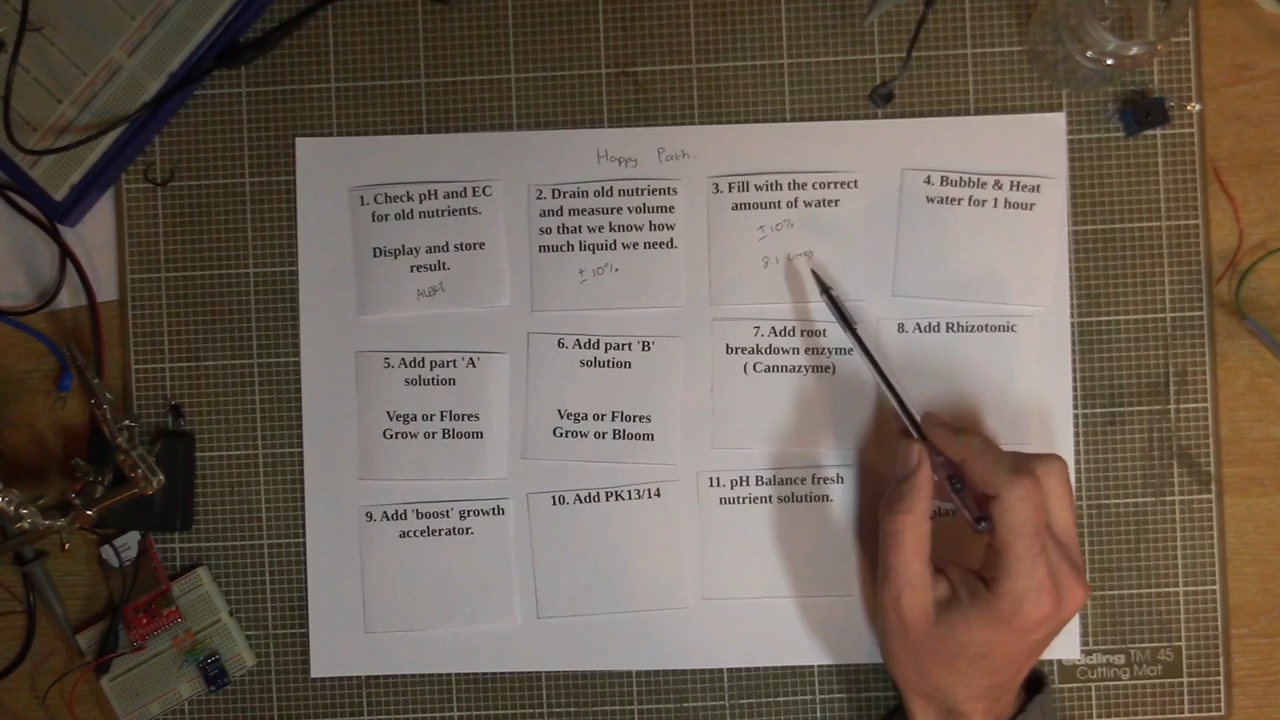 Happy Path.
1. Check pH and EC
for old nutrients.
Display and store
result.
Alert
2. Drain old nutrients
and measure volume
so that we know how
much liquid we need.
± 10%
3. Fill with the correct
amount of water
± 10%
8.1
4. Bubble & Heat
water for 1 hour
5. Add part 'A'
solution
Vega or Flores
Grow or Bloom
6. Add part 'B'
solution
Vega or Flores
Grow or Bloom
7. Add root
breakdown enzyme
( Cannazyme)
8. Add Rhizotonic
9. Add 'boost' growth
accelerator.
10. Add PK13/14
11. pH Balance fresh
nutrient solution.
TM 45
Cutting Mat